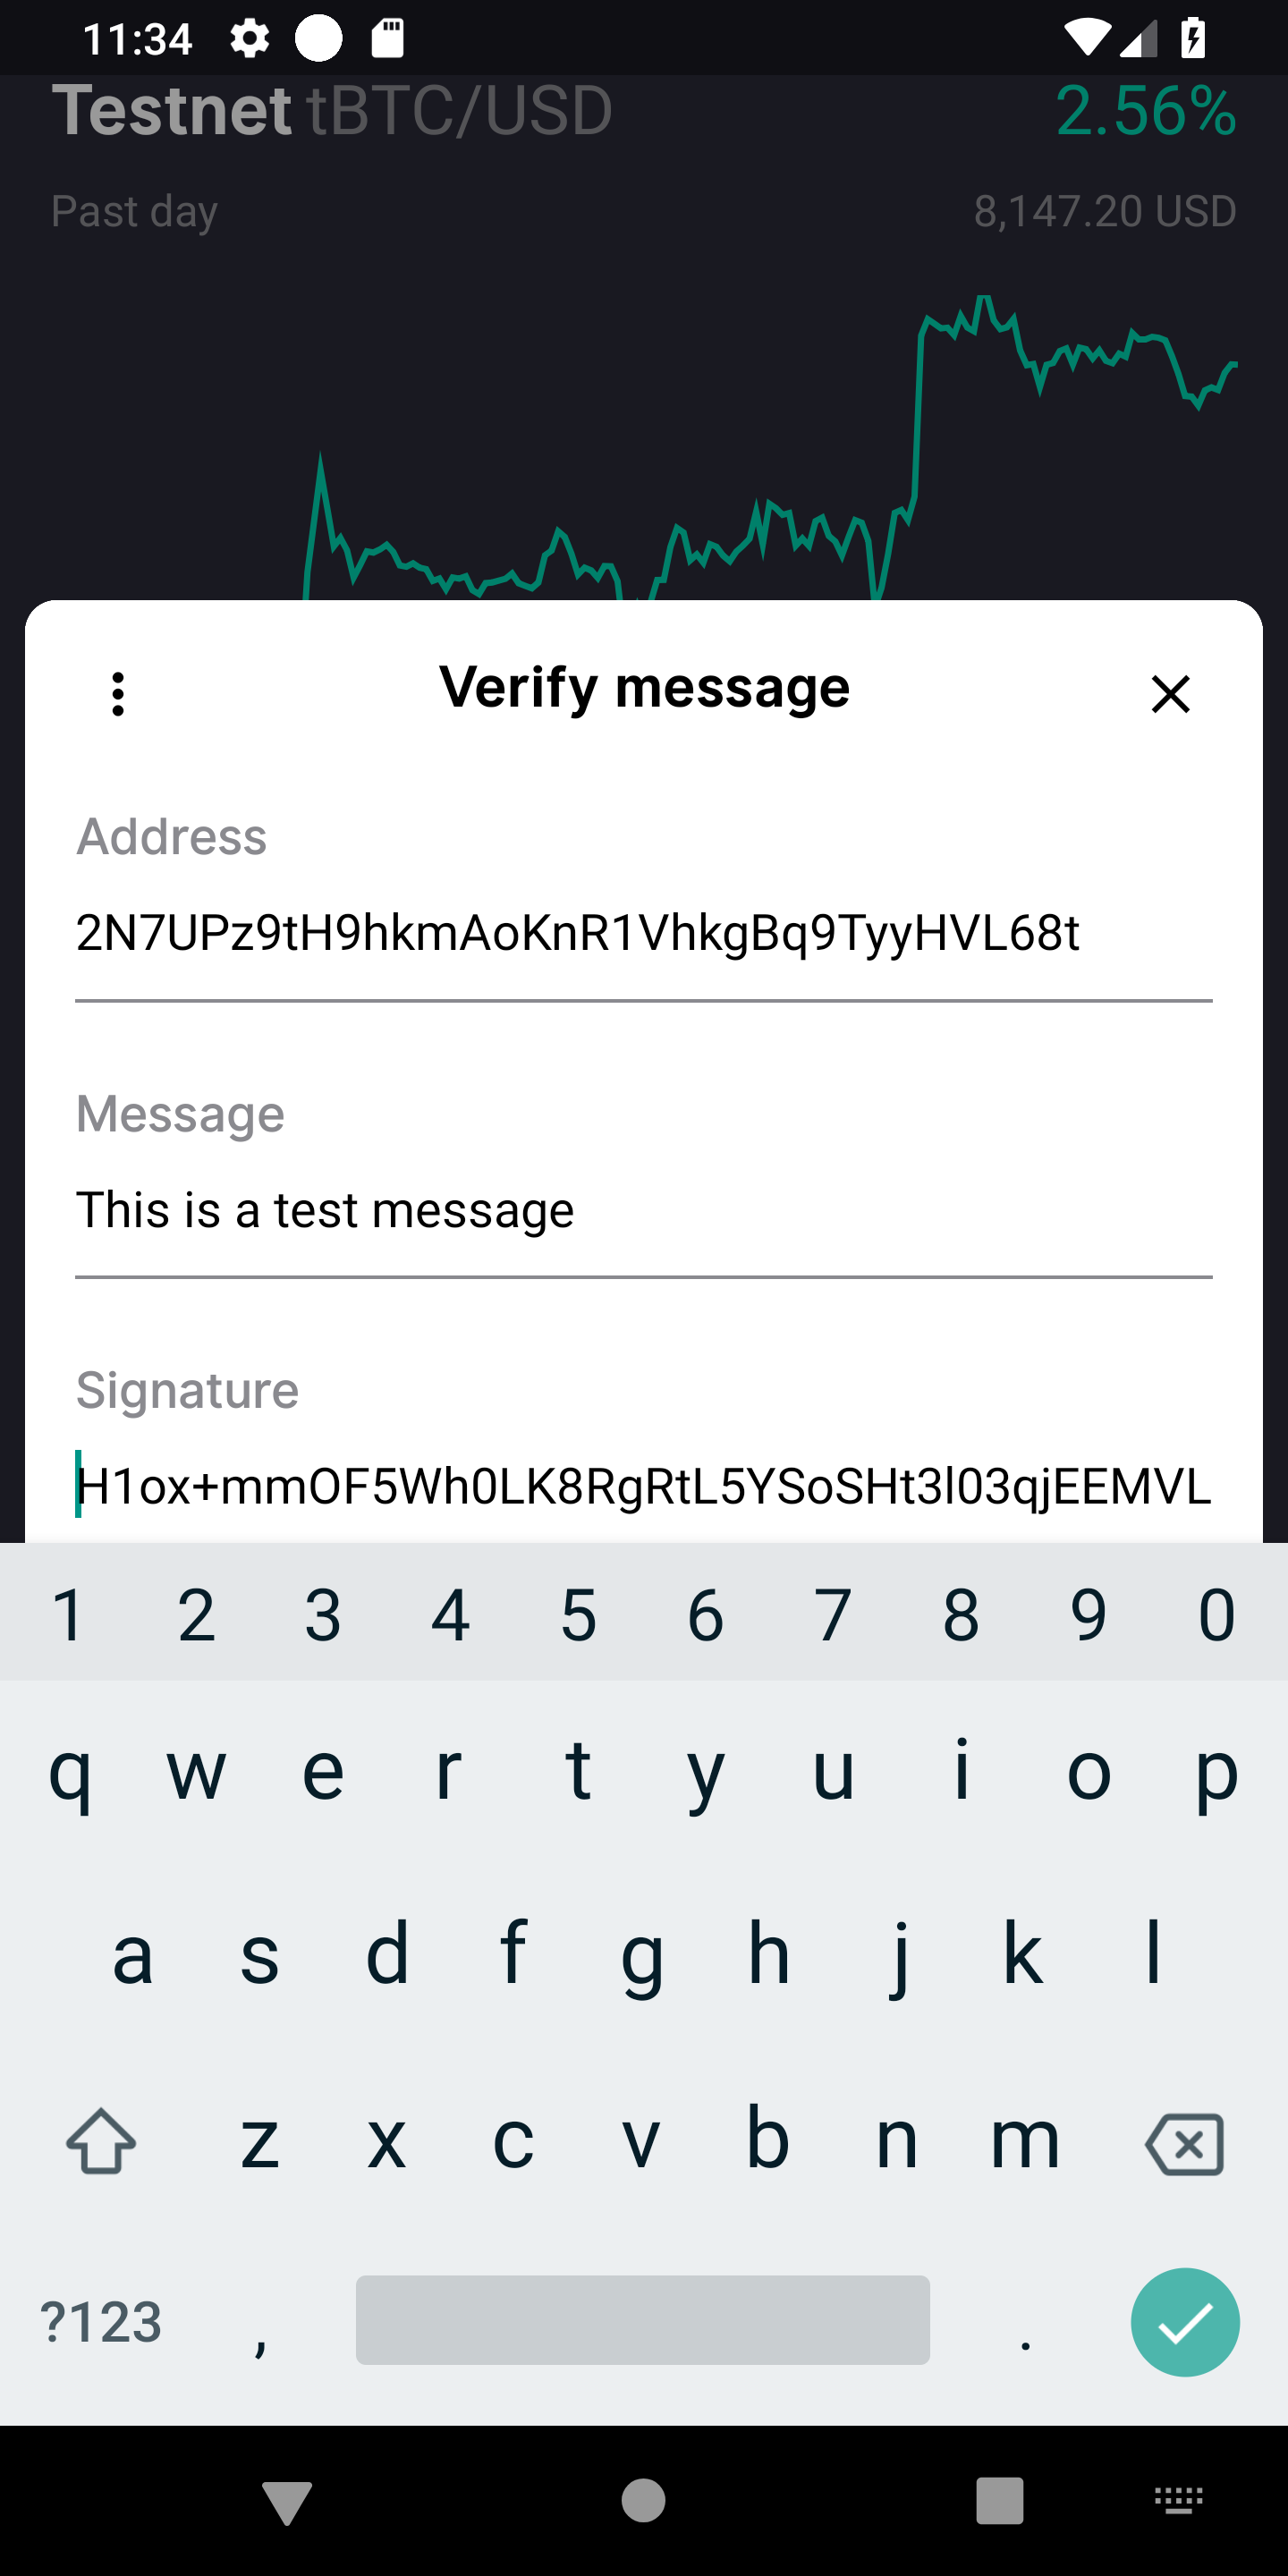 11:34
Testnet tBTC/USD 2.56%
Past day 8,147.20 USD
Verify message
Address
2N7UPz9tH9hkmAoKnR1VhkgBq9TyyHVL68t
Message
This is a test message
Signature
H1ox+mmOF5Wh0LK8RgRtL5YSoSHt3l03qjEEMVL
1 2 3 4 5 6 7 8 9 0
q w e r t y u i o p
a s d f g h j k l
z x c v b n m
?123 , .